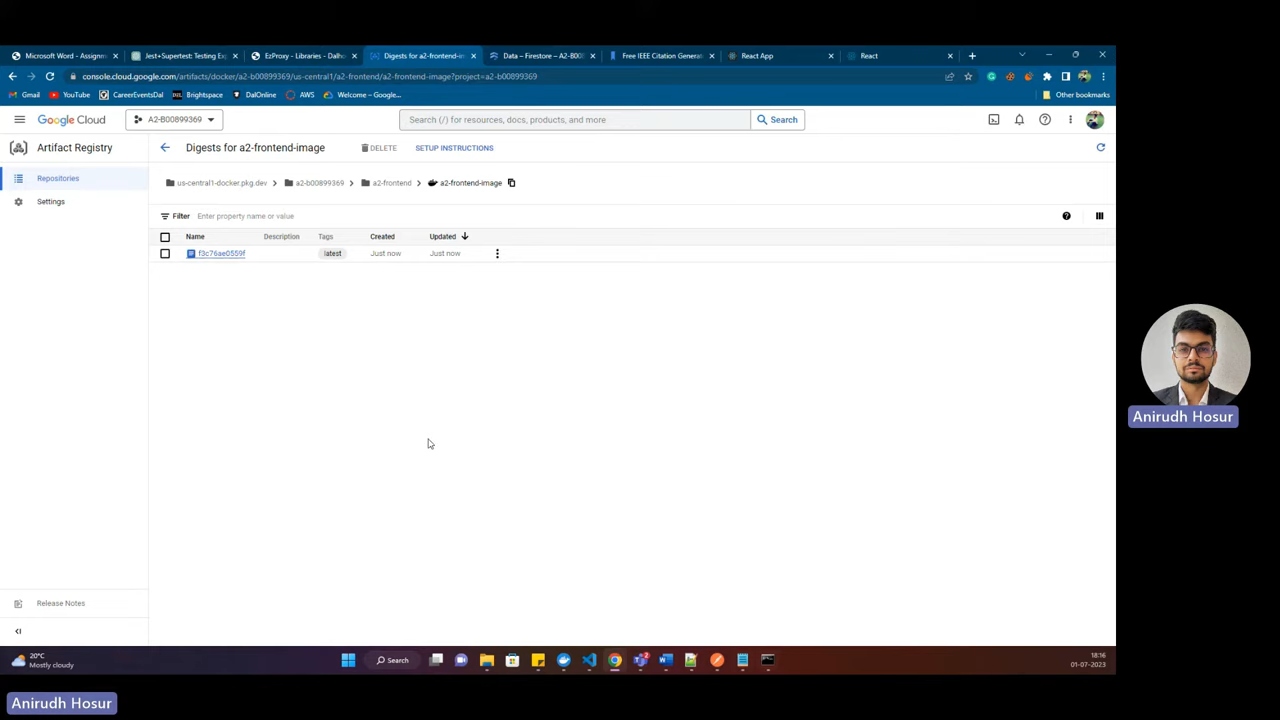 Microsoft Word - Assignm
Jest+Supertest: Testing Exp
EzProxy - Libraries - Dalho
Digests for a2-frontend-im
Data – Firestore – A2-B008
Free IEEE Citation Generato
React App
React
console.cloud.google.com/artifacts/docker/a2-b00899369/us-central1/a2-frontend/a2-frontend-image?project=a2-b00899369
Gmail
YouTube
CareerEventsDal
Brightspace
DalOnline
AWS
Welcome – Google...
Other bookmarks
Google Cloud
A2-B00899369
Search (/) for resources, docs, products, and more
Search
Artifact Registry
Digests for a2-frontend-image
DELETE
SETUP INSTRUCTIONS
Repositories
Settings
us-central1-docker.pkg.dev
a2-b00899369
a2-frontend
a2-frontend-image
Filter Enter property name or value
Name Description Tags Created Updated
f3c76ae0559f latest Just now Just now
Anirudh Hosur
Release Notes
20°C
Mostly cloudy
Search
18:16
01-07-2023
Anirudh Hosur